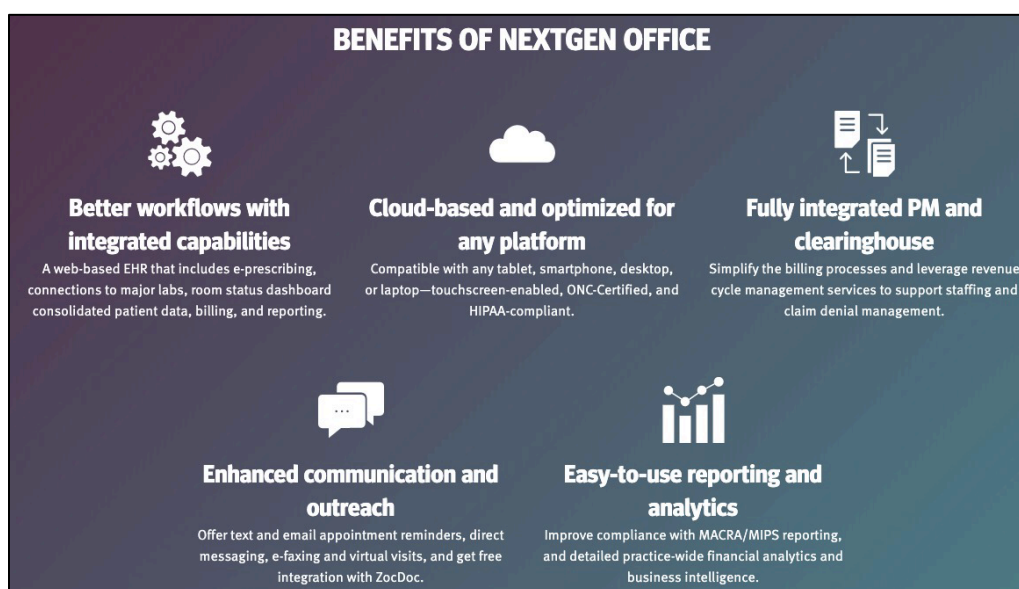 BENEFITS OF NEXTGEN OFFICE
Better workflows with
integrated capabilities
A web-based EHR that includes e-prescribing,
connections to major labs, room status dashboard
consolidated patient data, billing, and reporting.
Cloud-based and optimized for
any platform
Compatible with any tablet, smartphone, desktop,
or laptop—touchscreen-enabled, ONC-Certified, and
HIPAA-compliant.
Fully integrated PM and
clearinghouse
Simplify the billing processes and leverage revenue
cycle management services to support staffing and
claim denial management.
Enhanced communication and
outreach
Offer text and email appointment reminders, direct
messaging, e-faxing and virtual visits, and get free
integration with ZocDoc.
Easy-to-use reporting and
analytics
Improve compliance with MACRA/MIPS reporting,
and detailed practice-wide financial analytics and
business intelligence.